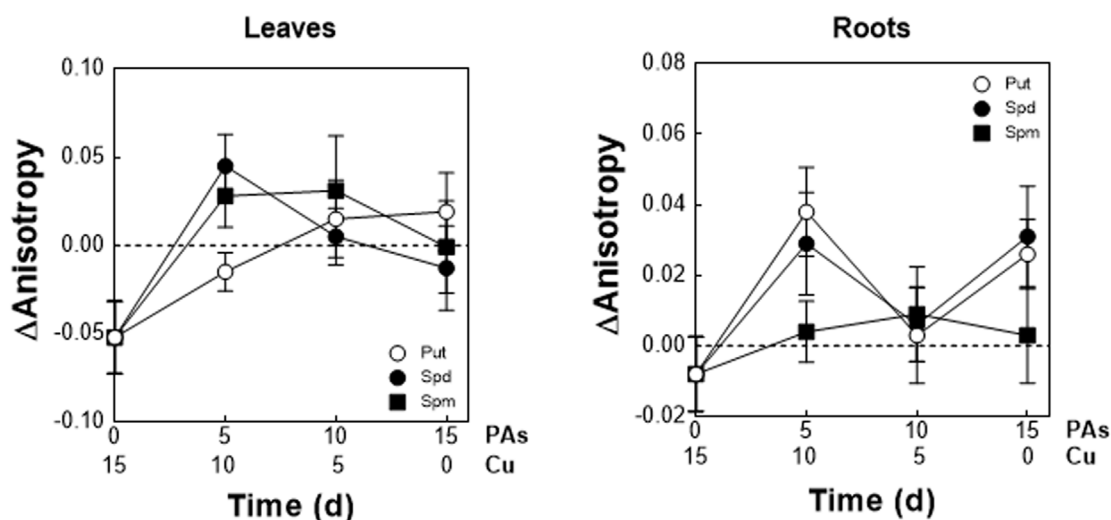 Leaves
0.10
0.05
0.00
-0.05
-0.10
ΔAnisotropy
Put
Spd
Spm
0 5 10 15 PAs
15 10 5 0 Cu
Time (d)
Roots
0.08
0.06
0.04
0.02
0.00
-0.02
ΔAnisotropy
Put
Spd
Spm
0 5 10 15 PAs
15 10 5 0 Cu
Time (d)